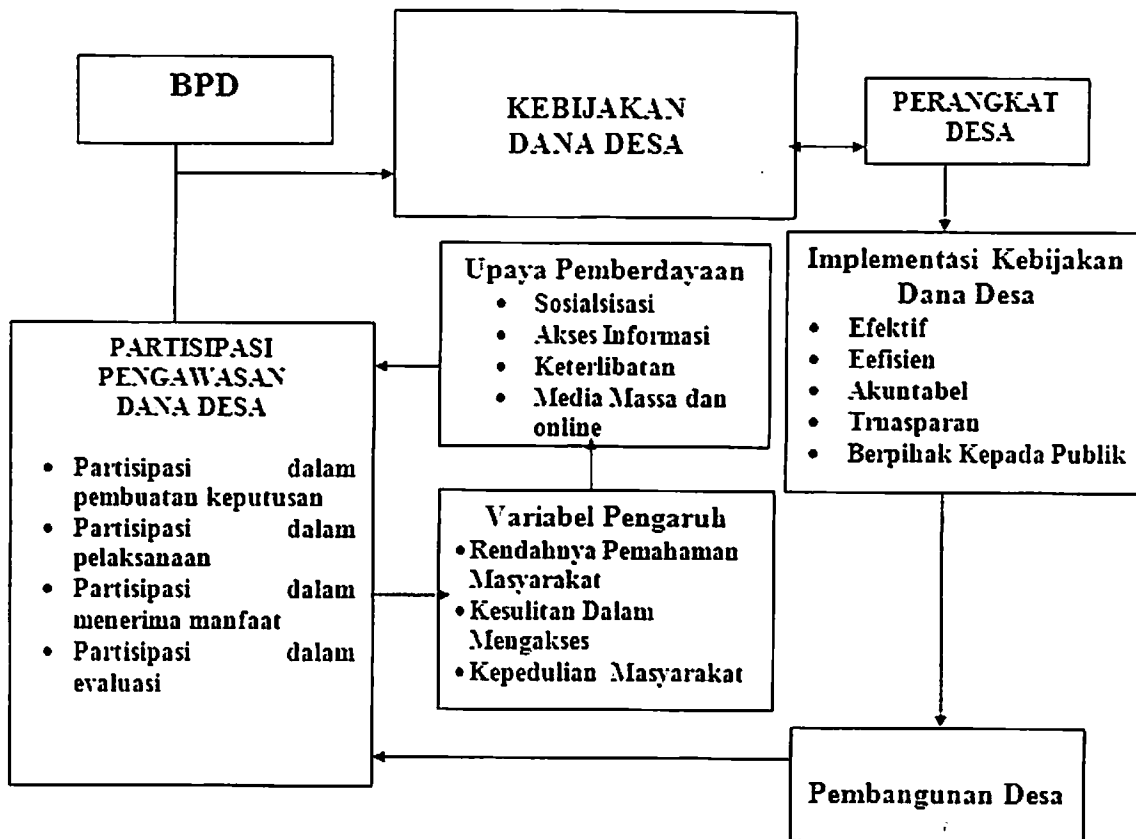 BPD
KEBIJAKAN
DANA DESA
PERANGKAT
DESA
Upaya Pemberdayaan
• Sosialsisasi
• Akses Informasi
• Keterlibatan
• Media Massa dan
online
Implementasi Kebijakan
Dana Desa
• Efektif
• Eefisien
• Akuntabel
• Trnasparan
• Berpihak Kepada Publik
PARTISIPASI
PENGAWASAN
DANA DESA
• Partisipasi dalam
pembuatan keputusan
• Partisipasi dalam
pelaksanaan
• Partisipasi dalam
menerima manfaat
• Partisipasi dalam
evaluasi
Variabel Pengaruh
• Rendahnya Pemahaman
Masyarakat
• Kesulitan Dalam
Mengakses
• Kepedulian Masyarakat
Pembangunan Desa